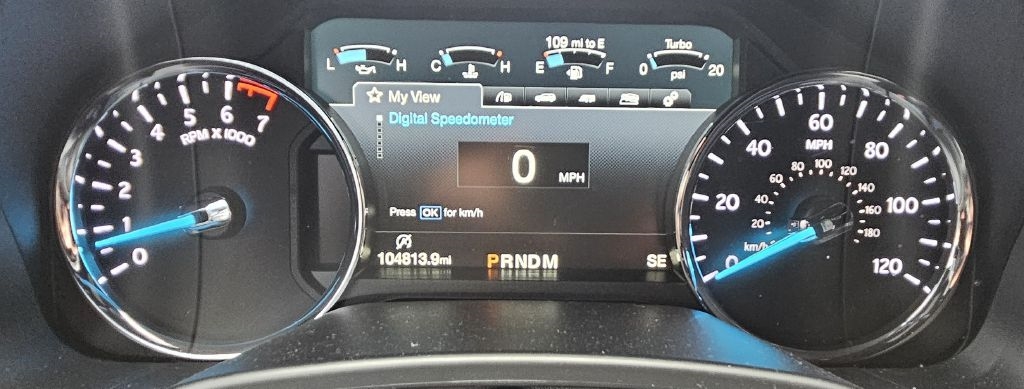 109 mi to E
Turbo
L H C H E F 0 psi 20
My View
Digital Speedometer
0 MPH
Press OK for km/h
104813.9mi PRNDM SE
0 1 2 3 4 5 6 7
RPM X 1000
0 20 40 60 80 100 120
MPH
20 40 60 80 100 120 140 160 180
km/h